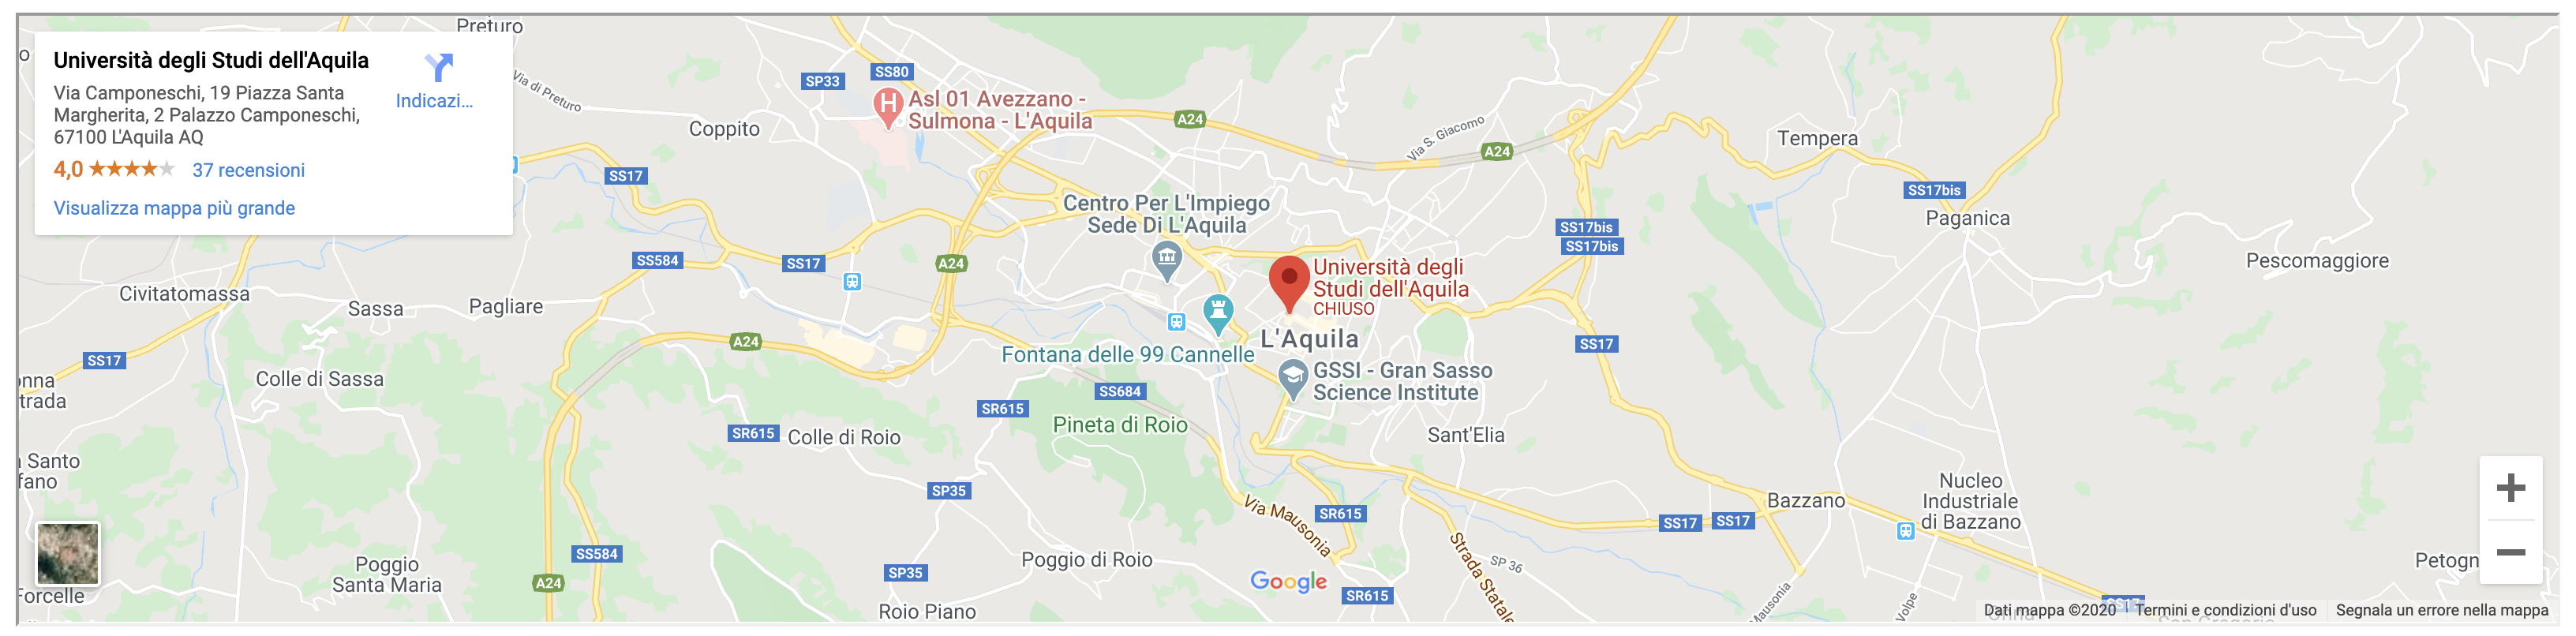 Università degli Studi dell'Aquila
Via Camponeschi, 19 Piazza Santa
Margherita, 2 Palazzo Camponeschi,
67100 L'Aquila AQ
4,0
37 recensioni
Visualizza mappa più grande
Indicazi...
Preturo
Via di Preturo
SP33
SS80
Asl 01 Avezzano -
Sulmona - L'Aquila
Coppito
A24
Via S. Giacomo
A24
Tempera
SS17
SS17bis
Paganica
Centro Per L'Impiego
Sede Di L'Aquila
SS17bis
SS17bis
SS584
SS17
A24
Università degli
Studi dell'Aquila
CHIUSO
Pescomaggiore
Civitatomassa
Sassa
Pagliare
A24
L'Aquila
SS17
Fontana delle 99 Cannelle
SS17
Colle di Sassa
GSSI - Gran Sasso
Science Institute
SS684
SR615
Pineta di Roio
SR615
Colle di Roio
Sant'Elia
Santo
SP35
Via Mausonia
SR615
SS17
SS17
Bazzano
Nucleo
Industriale
di Bazzano
SS584
Poggio
Santa Maria
A24
Poggio di Roio
SP35
Roio Piano
Google
SR615
Strada Statale
SP 36
Mausonia
Forcelle
Petogn
SS17
Dati mappa ©2020
Termini e condizioni d'uso
Segnala un errore nella mappa